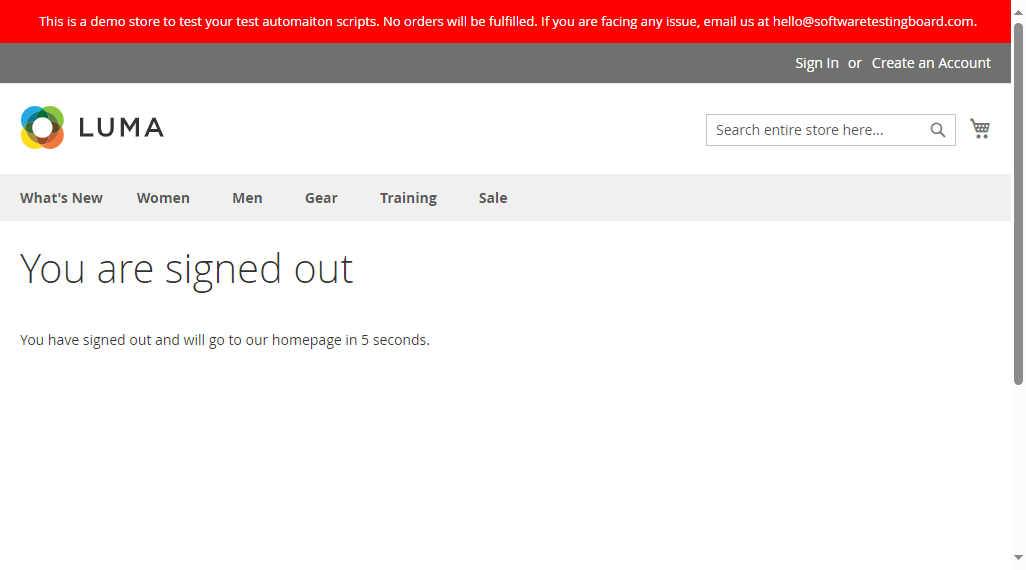 This is a demo store to test your test automaiton scripts. No orders will be fulfilled. If you are facing any issue, email us at hello@softwaretestingboard.com.
Sign In or Create an Account
LUMA
Search entire store here...
What's New Women Men Gear Training Sale
You are signed out
You have signed out and will go to our homepage in 5 seconds.